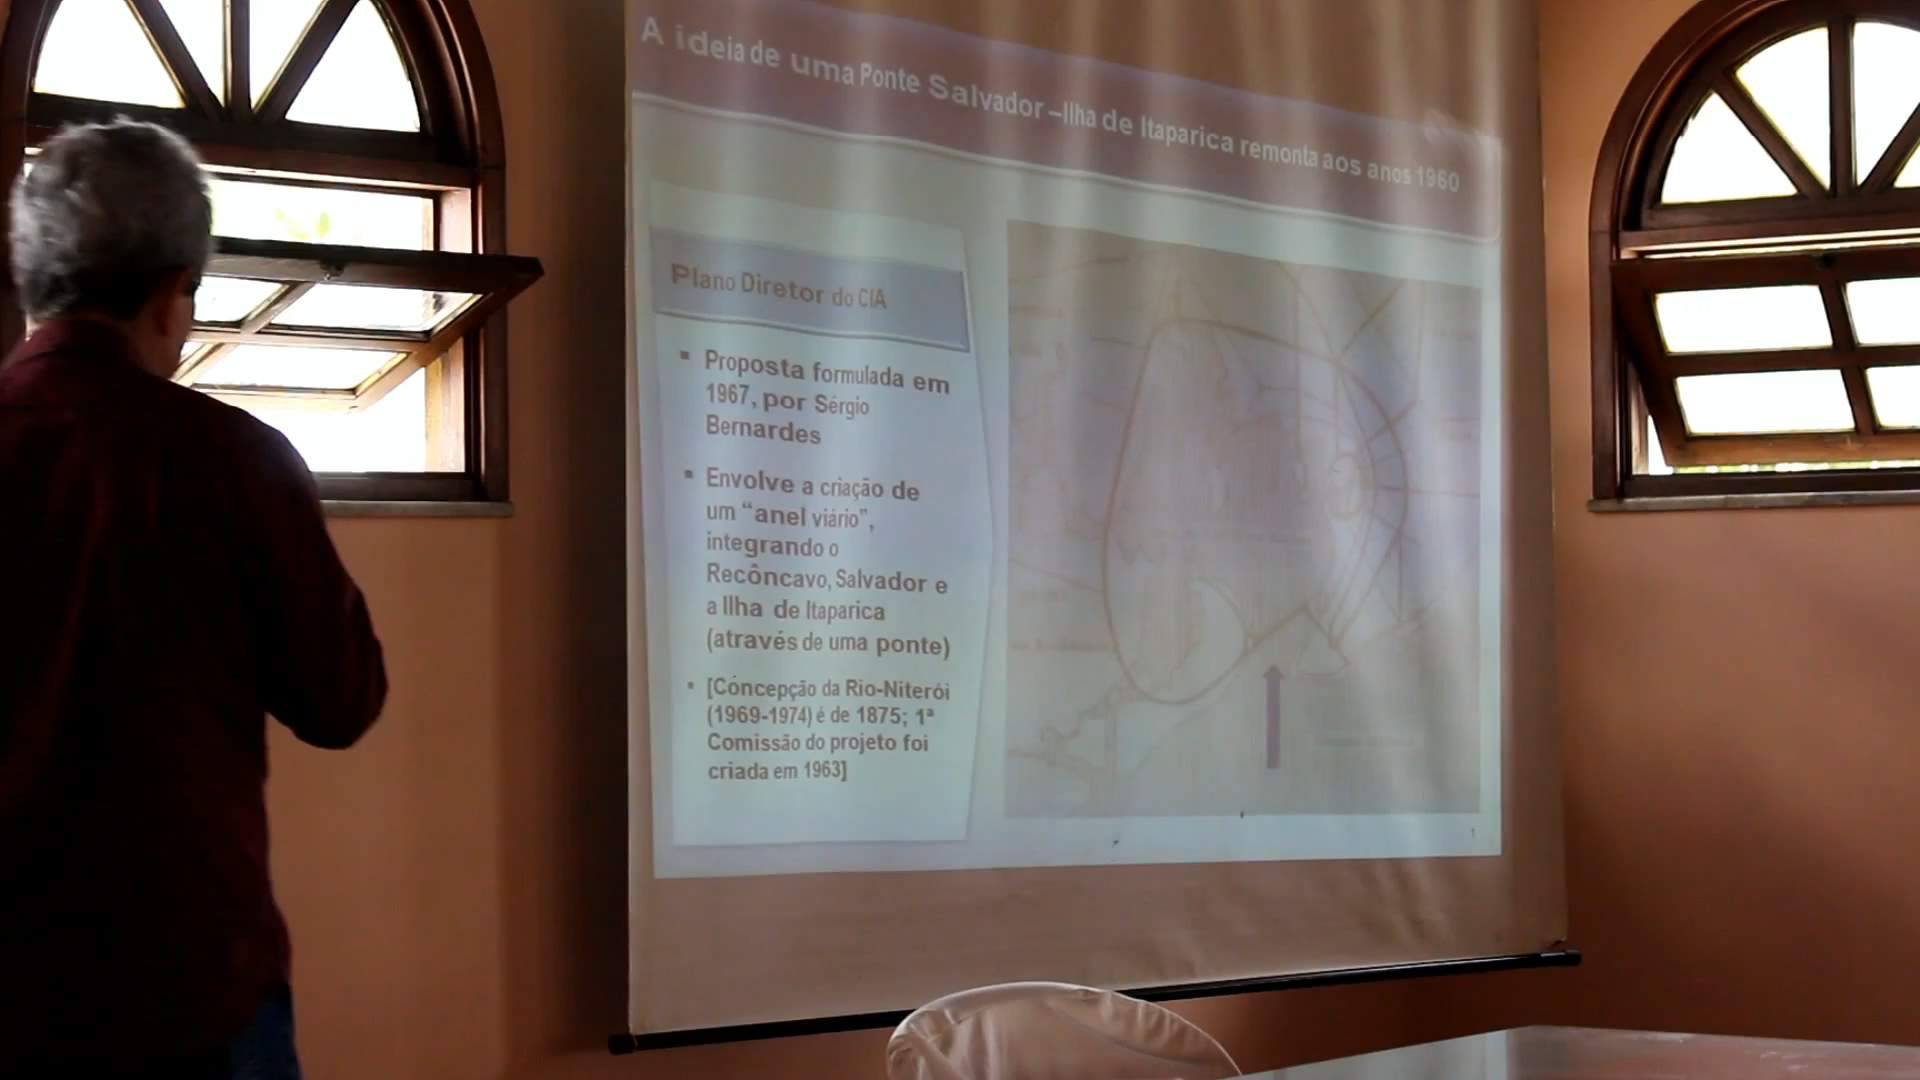 A ideia de uma Ponte Salvador –Ilha de Itaparica remonta aos anos 1960
Plano Diretor do CIA
▪ Proposta formulada em
1967, por Sérgio
Bernardes
▪ Envolve a criação de
um “anel viário”,
integrando o
Recôncavo, Salvador e
a Ilha de Itaparica
(através de uma ponte)
▪ [Concepção da Rio-Niterói
(1969-1974) é de 1875; 1ª
Comissão do projeto foi
criada em 1963]
1